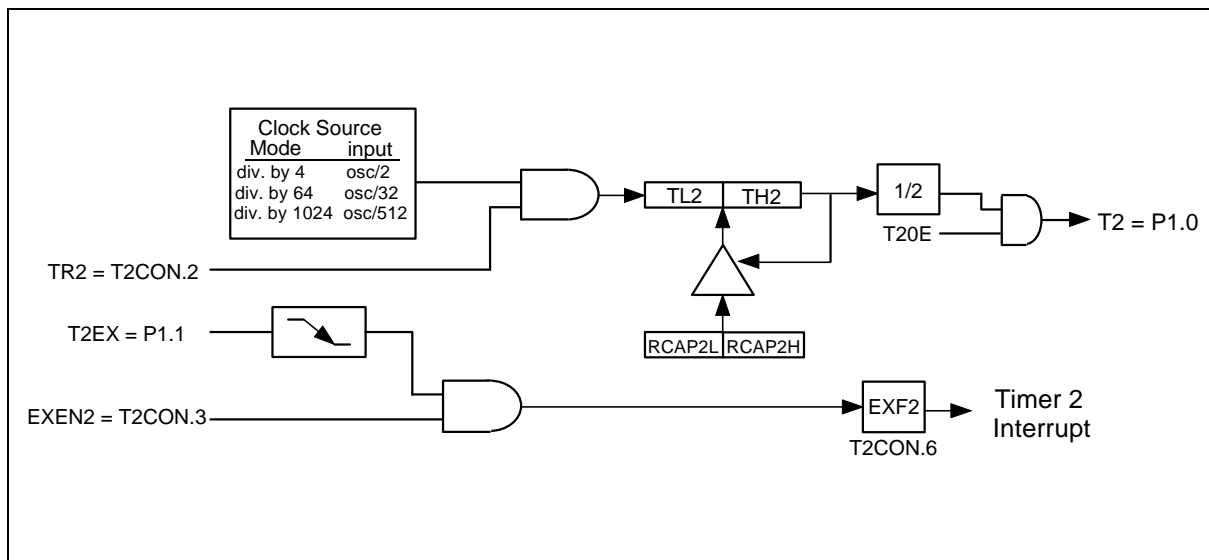 Clock Source
Mode input
div. by 4 osc/2
div. by 64 osc/32
div. by 1024 osc/512
TL2 TH2
1/2
T20E
T2 = P1.0
TR2 = T2CON.2
T2EX = P1.1
RCAP2L RCAP2H
EXEN2 = T2CON.3
EXF2
T2CON.6
Timer 2
Interrupt